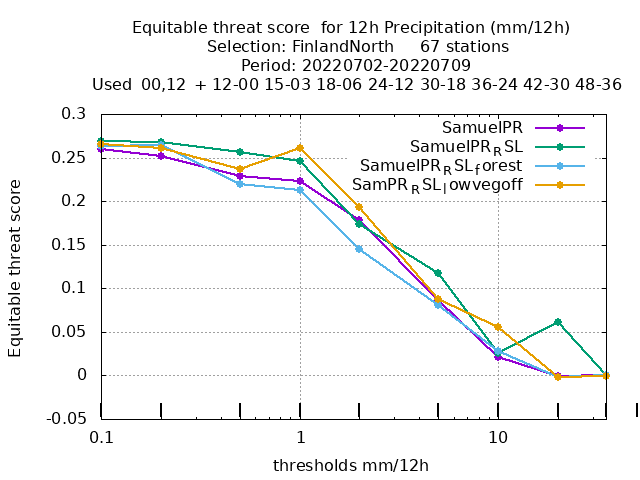 Equitable threat score for 12h Precipitation (mm/12h)
Selection: FinlandNorth 67 stations
Period: 20220702-20220709
Used 00,12 + 12-00 15-03 18-06 24-12 30-18 36-24 42-30 48-36
SamuelPR
SamuelPR_RSL
SamuelPR_RSL_forest
SamPR_RSL_lowvegoff
0.3
0.25
0.2
0.15
0.1
0.05
0
-0.05
Equitable threat score
0.1 1 10
thresholds mm/12h